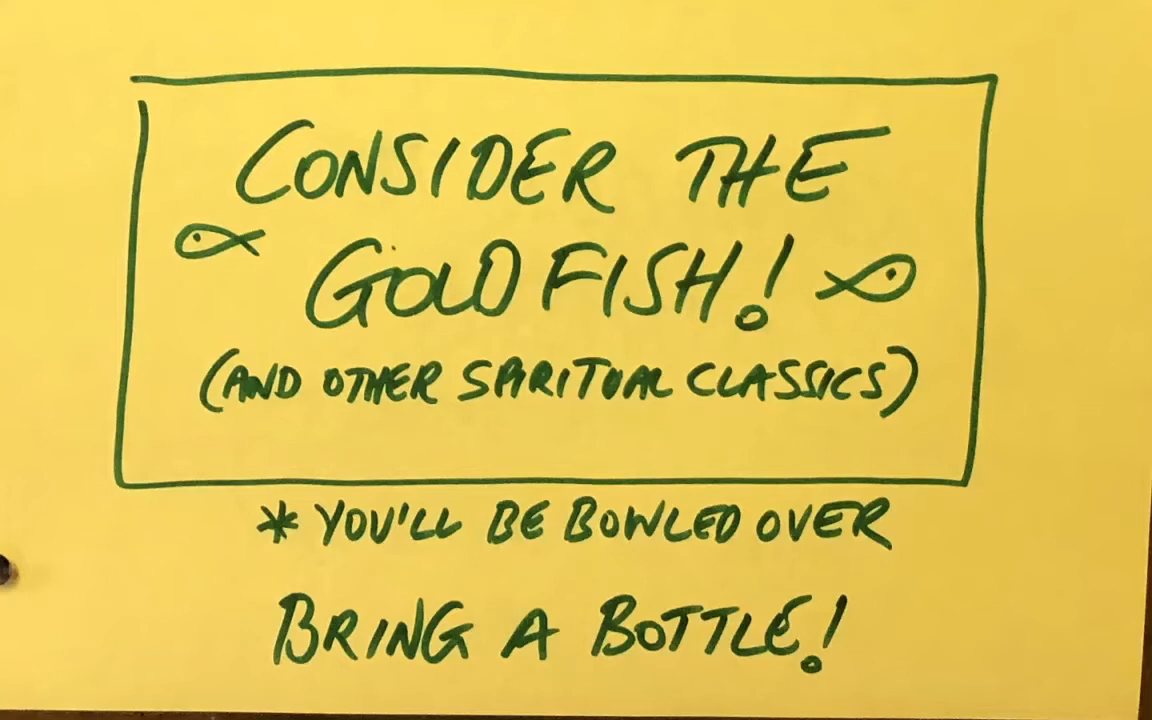 CONSIDER THE
GOLDFISH!
(AND OTHER SPIRITUAL CLASSICS)
* YOU'LL BE BOWLED OVER
BRING A BOTTLE!